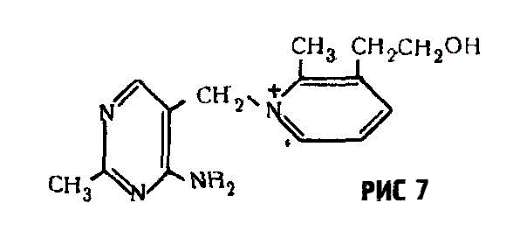 CH₃ CH₂CH₂OH
CH₂
N
+
N
CH₃
N
NH₂
РИС 7